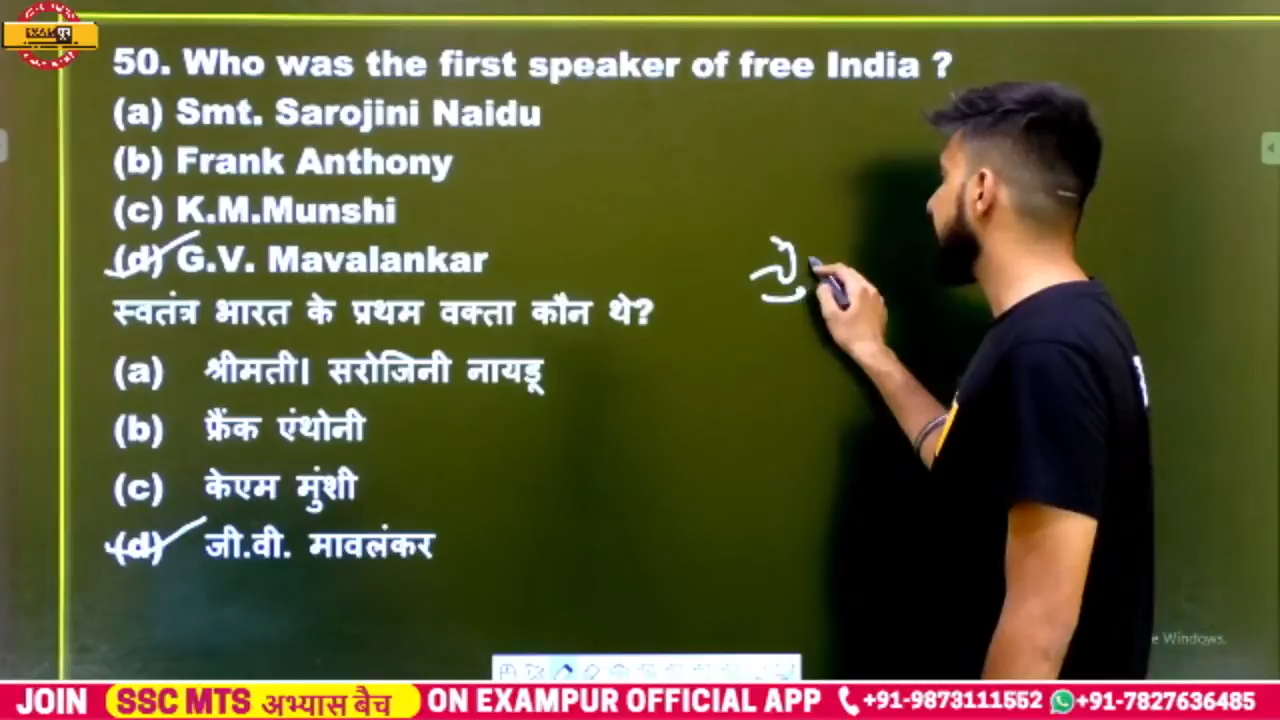 50. Who was the first speaker of free India ?
(a) Smt. Sarojini Naidu
(b) Frank Anthony
(c) K.M.Munshi
(d) G.V. Mavalankar
स्वतंत्र भारत के प्रथम वक्ता कौन थे?
(a) श्रीमती। सरोजिनी नायडू
(b) फ्रैंक एंथोनी
(c) केएम मुंशी
(d) जी.वी. मावलंकर
e Windows.
JOIN SSC MTS अभ्यास बैच ON EXAMPUR OFFICIAL APP +91-9873111552 +91-7827636485